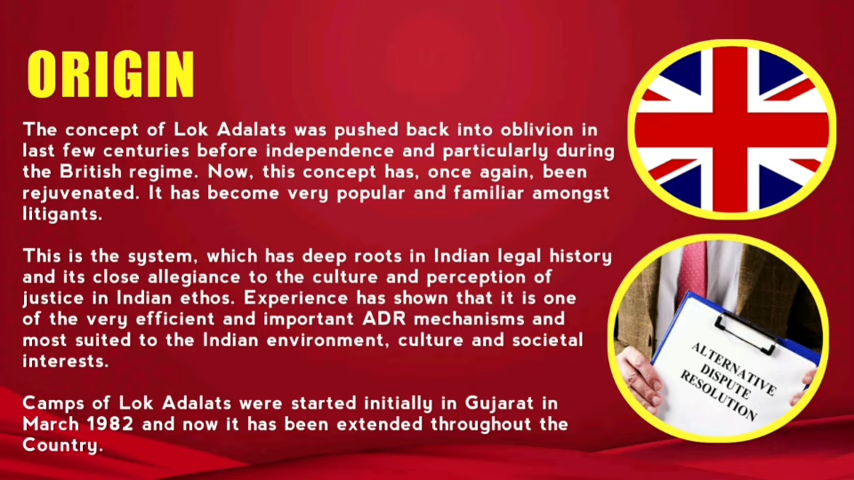 ORIGIN
The concept of Lok Adalats was pushed back into oblivion in
last few centuries before independence and particularly during
the British regime. Now, this concept has, once again, been
rejuvenated. It has become very popular and familiar amongst
litigants.
This is the system, which has deep roots in Indian legal history
and its close allegiance to the culture and perception of
justice in Indian ethos. Experience has shown that it is one
of the very efficient and important ADR mechanisms and
most suited to the Indian environment, culture and societal
interests.
Camps of Lok Adalats were started initially in Gujarat in
March 1982 and now it has been extended throughout the
Country.
ALTERNATIVE
DISPUTE
RESOLUTION